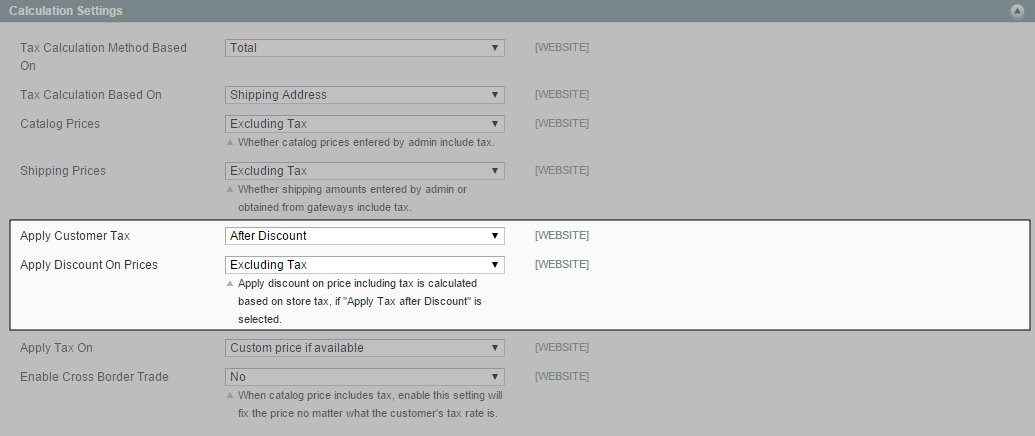 Calculation Settings
Tax Calculation Method Based Total [WEBSITE]
On
Tax Calculation Based On Shipping Address [WEBSITE]
Catalog Prices Excluding Tax [WEBSITE]
Whether catalog prices entered by admin include tax.
Shipping Prices Excluding Tax [WEBSITE]
Whether shipping amounts entered by admin or
obtained from gateways include tax.
Apply Customer Tax After Discount [WEBSITE]
Apply Discount On Prices Excluding Tax [WEBSITE]
Apply discount on price including tax is calculated
based on store tax, if "Apply Tax after Discount" is
selected.
Apply Tax On Custom price if available [WEBSITE]
Enable Cross Border Trade No [WEBSITE]
When catalog price includes tax, enable this setting will
fix the price no matter what the customer's tax rate is.